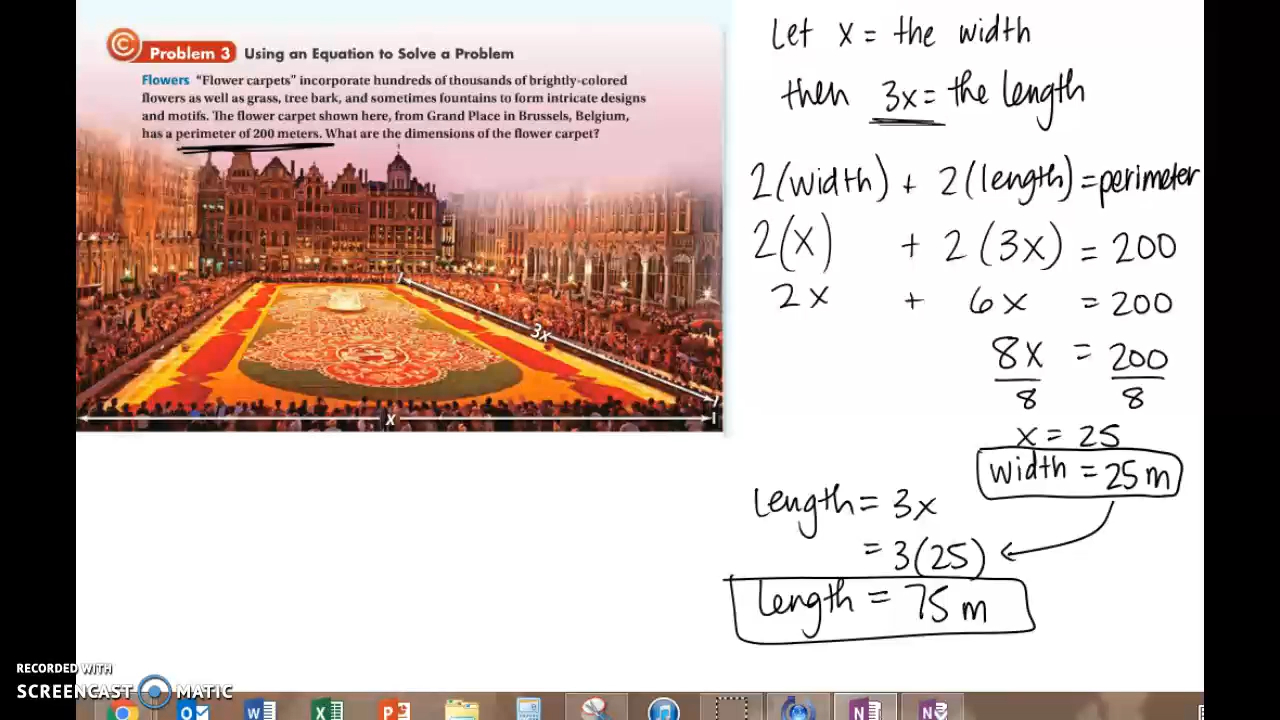 C Problem 3 Using an Equation to Solve a Problem
Flowers "Flower carpets" incorporate hundreds of thousands of brightly-colored
flowers as well as grass, tree bark, and sometimes fountains to form intricate designs
and motifs. The flower carpet shown here, from Grand Place in Brussels, Belgium,
has a perimeter of 200 meters. What are the dimensions of the flower carpet?
3x
x
Let x = the width
then 3x = the length
2(width) + 2(length) = perimeter
2(x) + 2(3x) = 200
2x + 6x = 200
8x = 200
8 8
x = 25
width = 25 m
length = 3x
= 3(25)
length = 75 m
RECORDED WITH
SCREENCAST MATIC